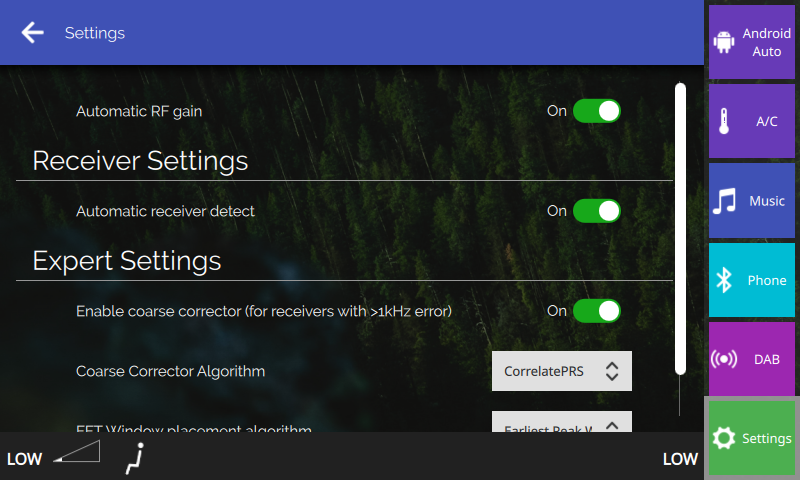 Settings
Automatic RF gain
On
Receiver Settings
Automatic receiver detect
On
Expert Settings
Enable coarse corrector (for receivers with >1kHz error)
On
Coarse Corrector Algorithm
CorrelatePRS
FFT Window placement algorithm
Earliest Peak W
LOW
LOW
Android
Auto
A/C
Music
Phone
DAB
Settings